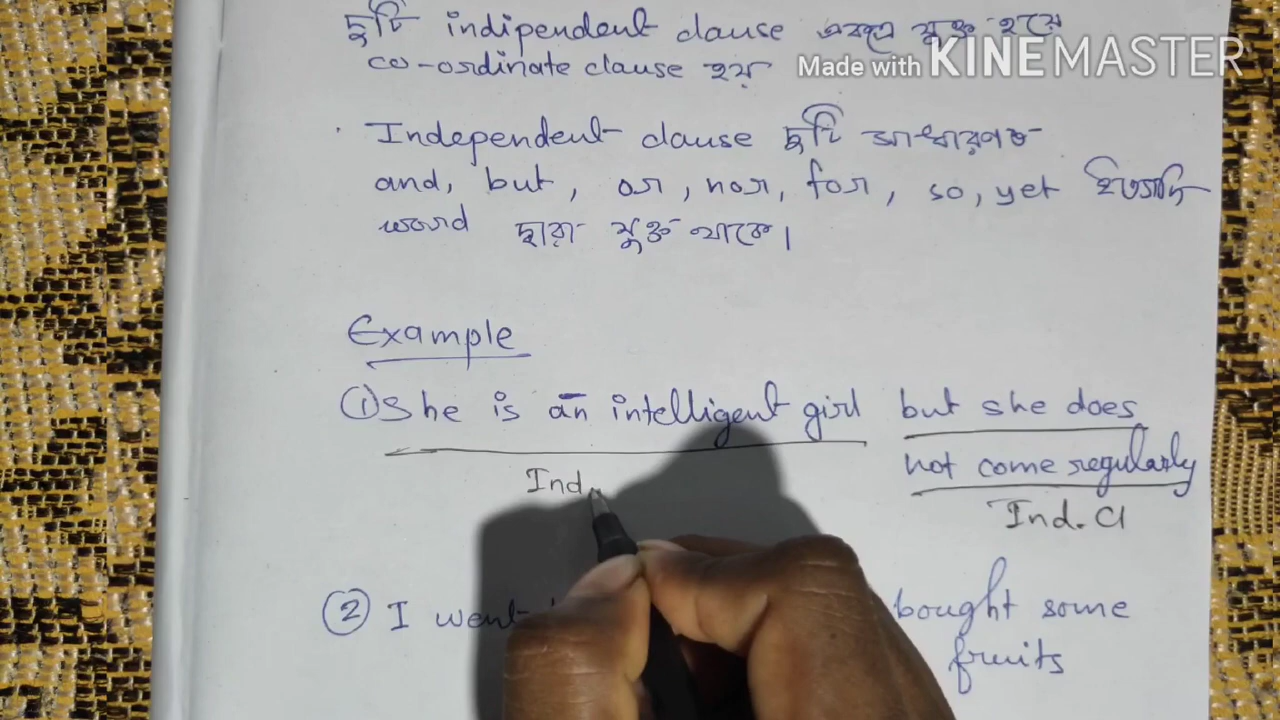 দুটি indipendent clause একত্রে যুক্ত হয়ে
co-ordinate clause হয়
Made with KINEMASTER
Independent clause দুটি সাধারণত
and, but, or, nor, for, so, yet ইত্যাদি
word দ্বারা যুক্ত থাকে।
Example
① She is an intelligent girl but she does
not come regularly
Ind.
Ind. Cl
② I went bought some
fruits